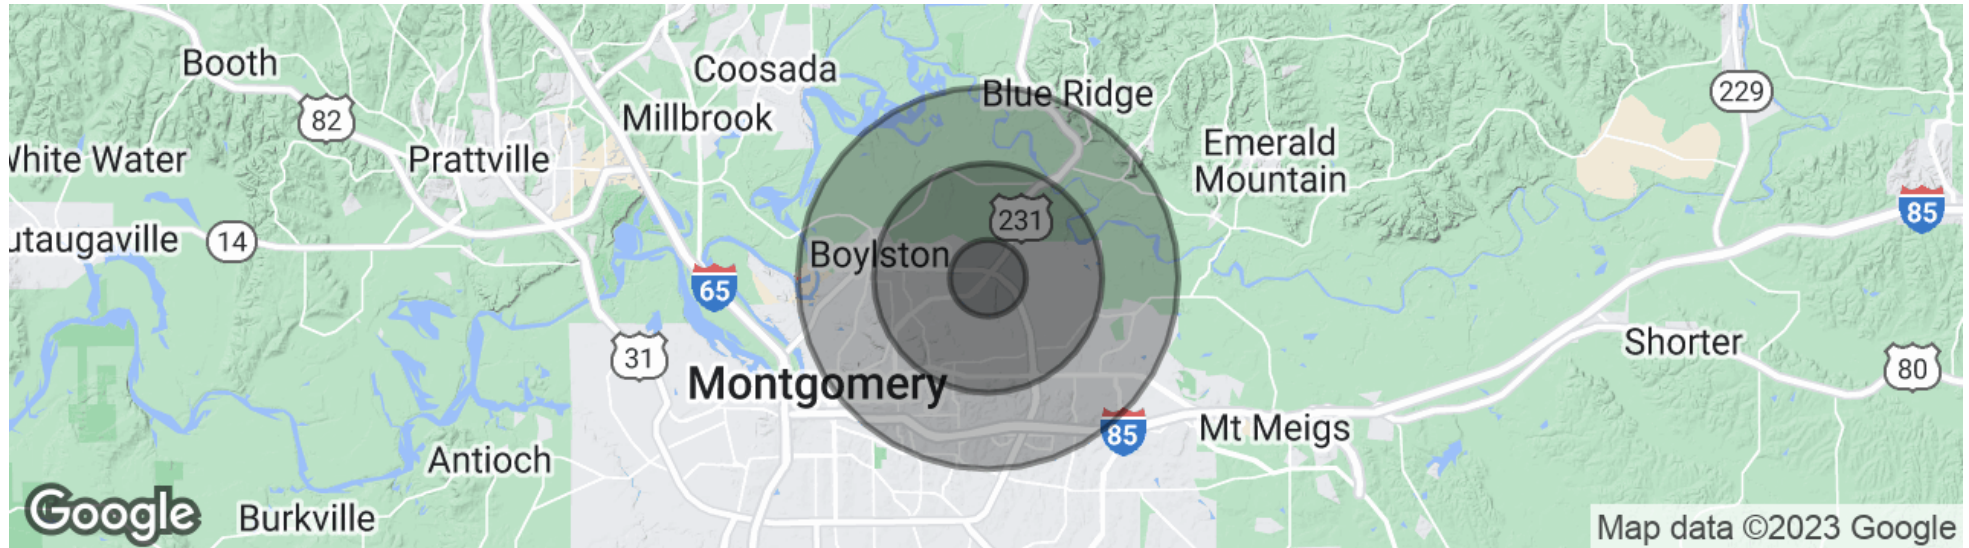 Booth
Coosada
Blue Ridge
229
82
Millbrook
Emerald
Mountain
White Water
Prattville
85
231
utaugaville
14
Boylston
65
31
Shorter
80
Montgomery
85
Mt Meigs
Antioch
Google
Burkville
Map data ©2023 Google